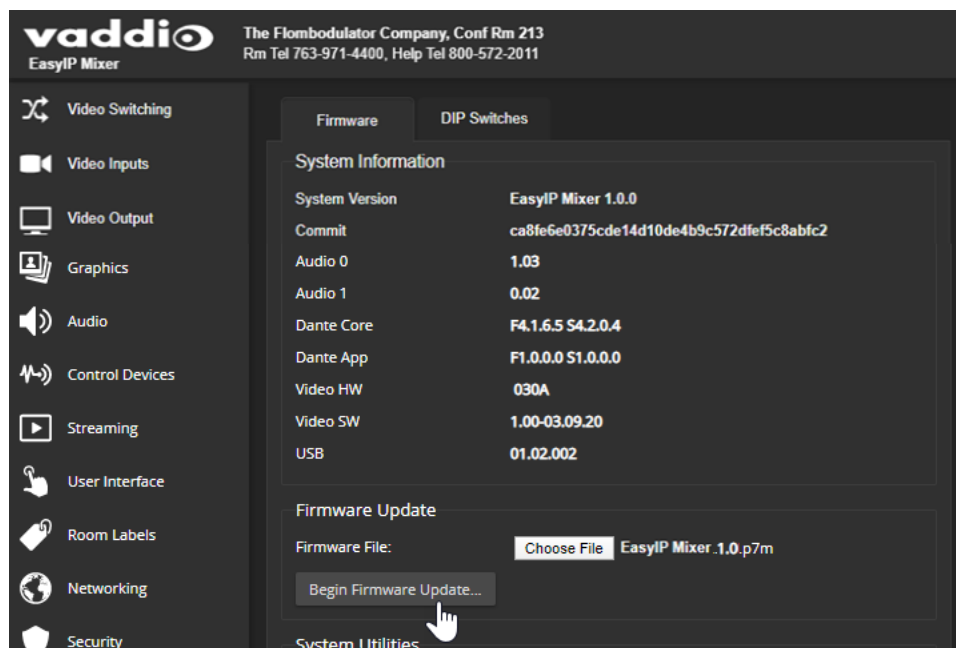 vaddio
EasyIP Mixer
The Flombodulator Company, Conf Rm 213
Rm Tel 763-971-4400, Help Tel 800-572-2011
Video Switching
Video Inputs
Video Output
Graphics
Audio
Control Devices
Streaming
User Interface
Room Labels
Networking
Security
Firmware DIP Switches
System Information
System Version EasyIP Mixer 1.0.0
Commit ca8fe6e0375cde14d10de4b9c572dfef5c8abfc2
Audio 0 1.03
Audio 1 0.02
Dante Core F4.1.6.5 S4.2.0.4
Dante App F1.0.0.0 S1.0.0.0
Video HW 030A
Video SW 1.00-03.09.20
USB 01.02.002
Firmware Update
Firmware File: Choose File EasyIP Mixer..1.0.p7m
Begin Firmware Update...
System Utilities